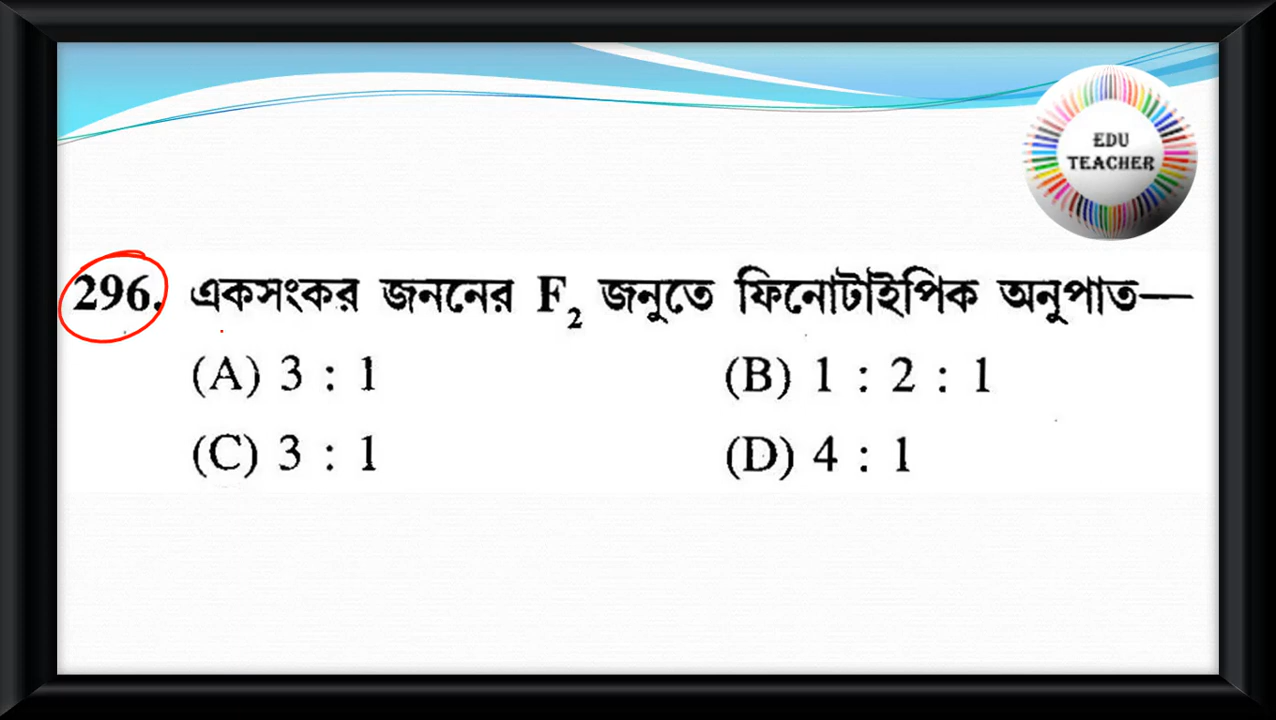 EDU
TEACHER
296. একসংকর জননের F₂ জনুতে ফিনোটাইপিক অনুপাত—
(A) 3 : 1 (B) 1 : 2 : 1
(C) 3 : 1 (D) 4 : 1